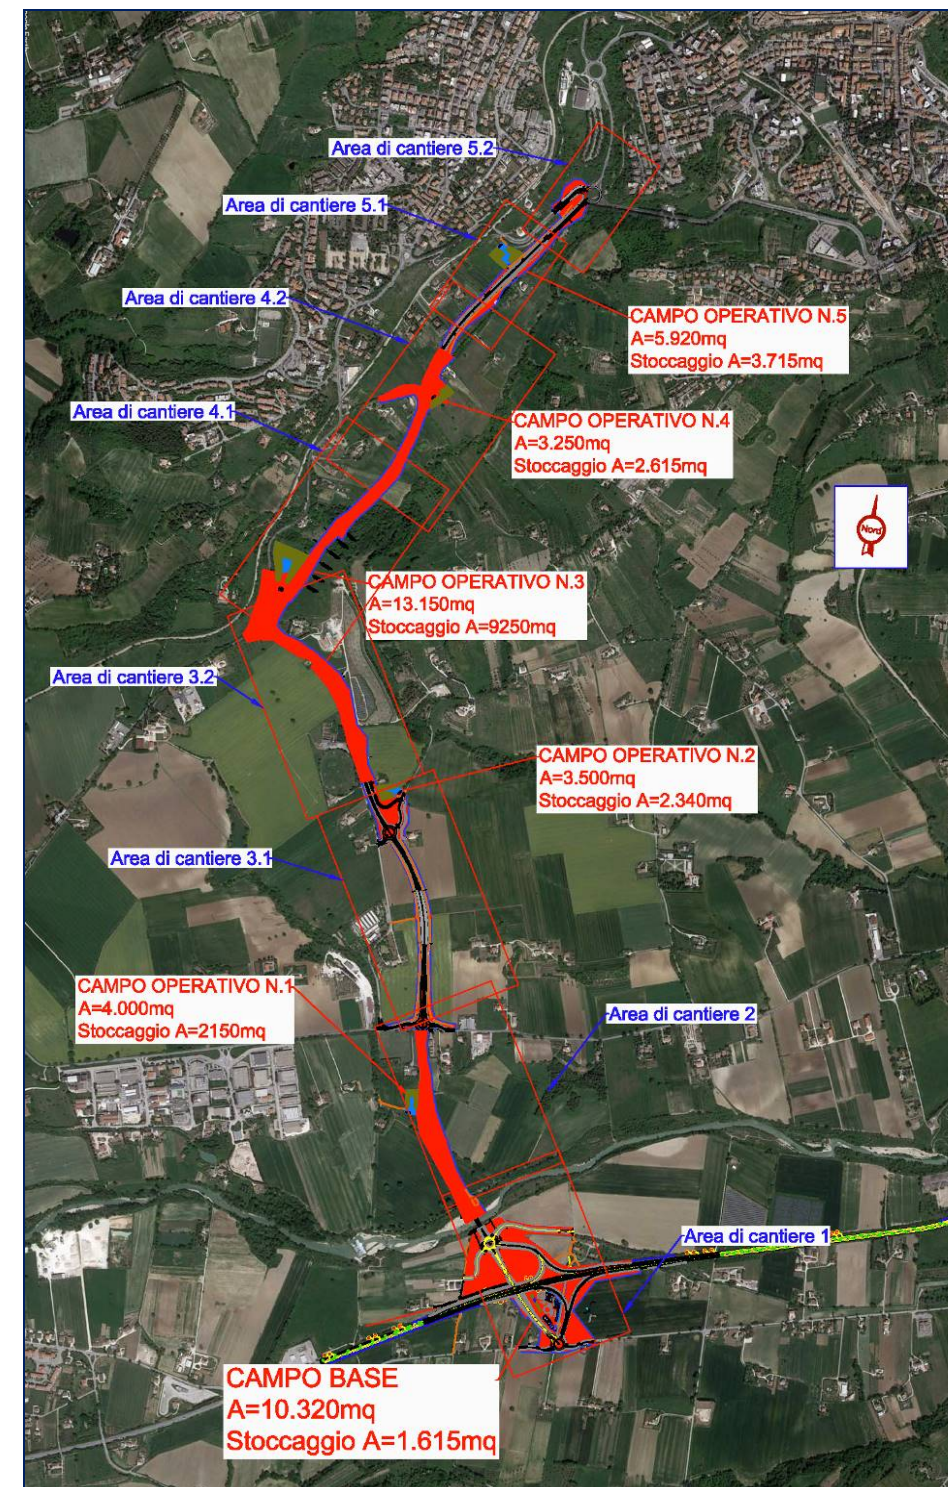 Area di cantiere 5.2
Area di cantiere 5.1
Area di cantiere 4.2
CAMPO OPERATIVO N.5
A=5.920mq
Stoccaggio A=3.715mq
Area di cantiere 4.1
CAMPO OPERATIVO N.4
A=3.250mq
Stoccaggio A=2.615mq
Nord
CAMPO OPERATIVO N.3
A=13.150mq
Stoccaggio A=9250mq
Area di cantiere 3.2
CAMPO OPERATIVO N.2
A=3.500mq
Stoccaggio A=2.340mq
Area di cantiere 3.1
CAMPO OPERATIVO N.1
A=4.000mq
Stoccaggio A=2150mq
Area di cantiere 2
Area di cantiere 1
CAMPO BASE
A=10.320mq
Stoccaggio A=1.615mq